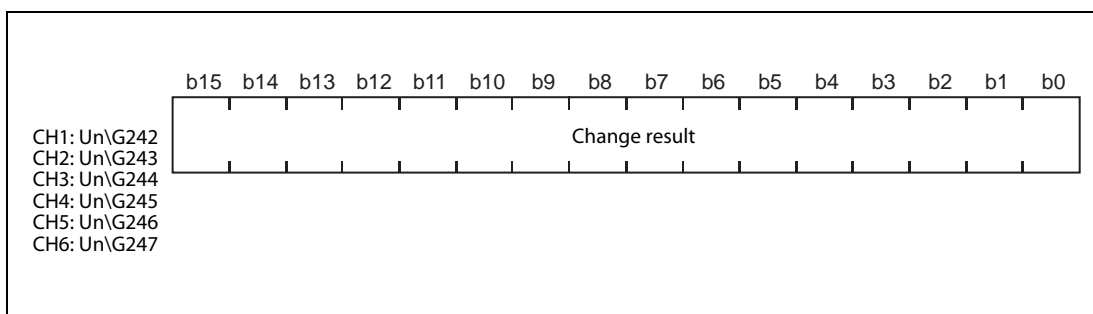 b15 b14 b13 b12 b11 b10 b9 b8 b7 b6 b5 b4 b3 b2 b1 b0
Change result
CH1: Un\G242
CH2: Un\G243
CH3: Un\G244
CH4: Un\G245
CH5: Un\G246
CH6: Un\G247